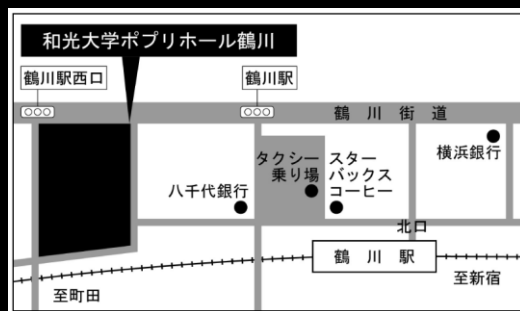 和光大学ポプリホール鶴川
鶴川駅西口
鶴川駅
鶴川街道
横浜銀行
タクシー
乗り場
スター
バックス
コーヒー
八千代銀行
北口
鶴川駅
至町田
至新宿